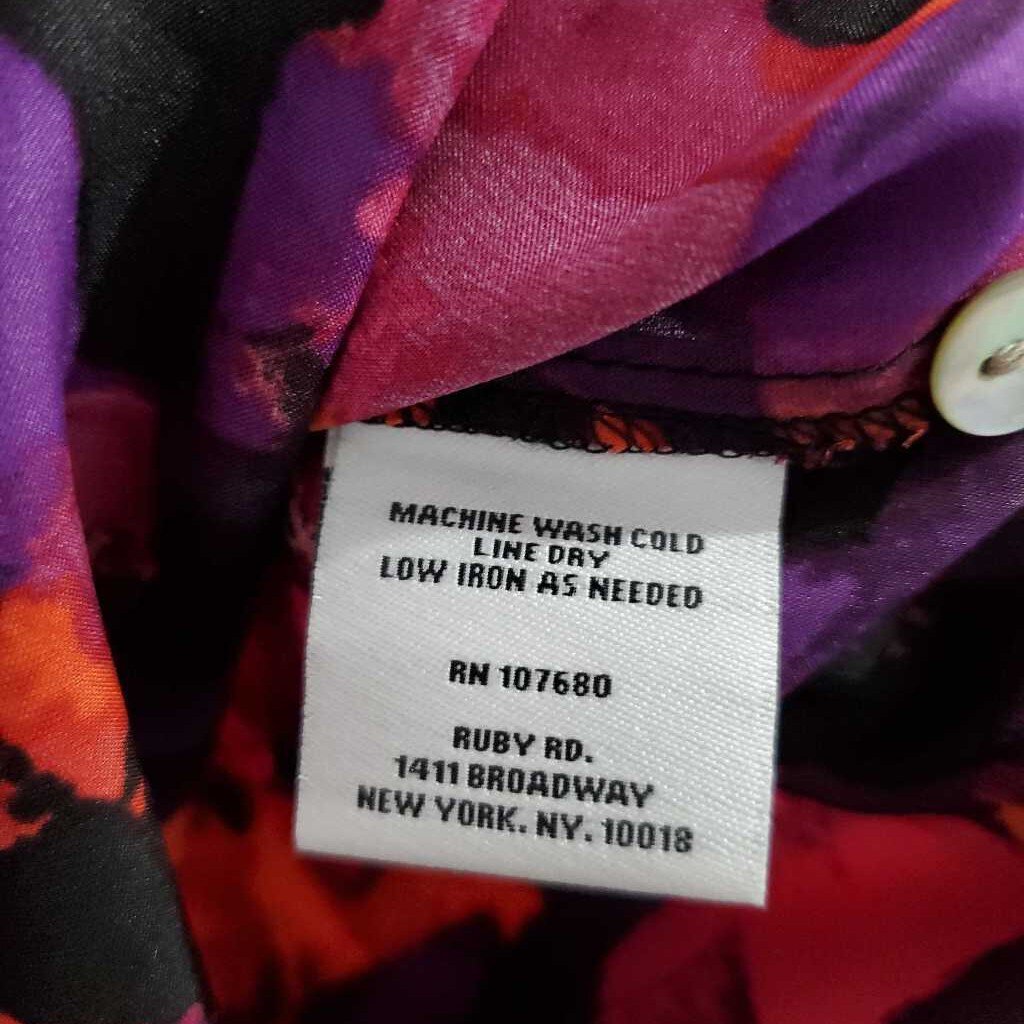 MACHINE WASH COLD
LINE DRY
LOW IRON AS NEEDED
RN 107680
RUBY RD.
1411 BROADWAY
NEW YORK. NY. 10018